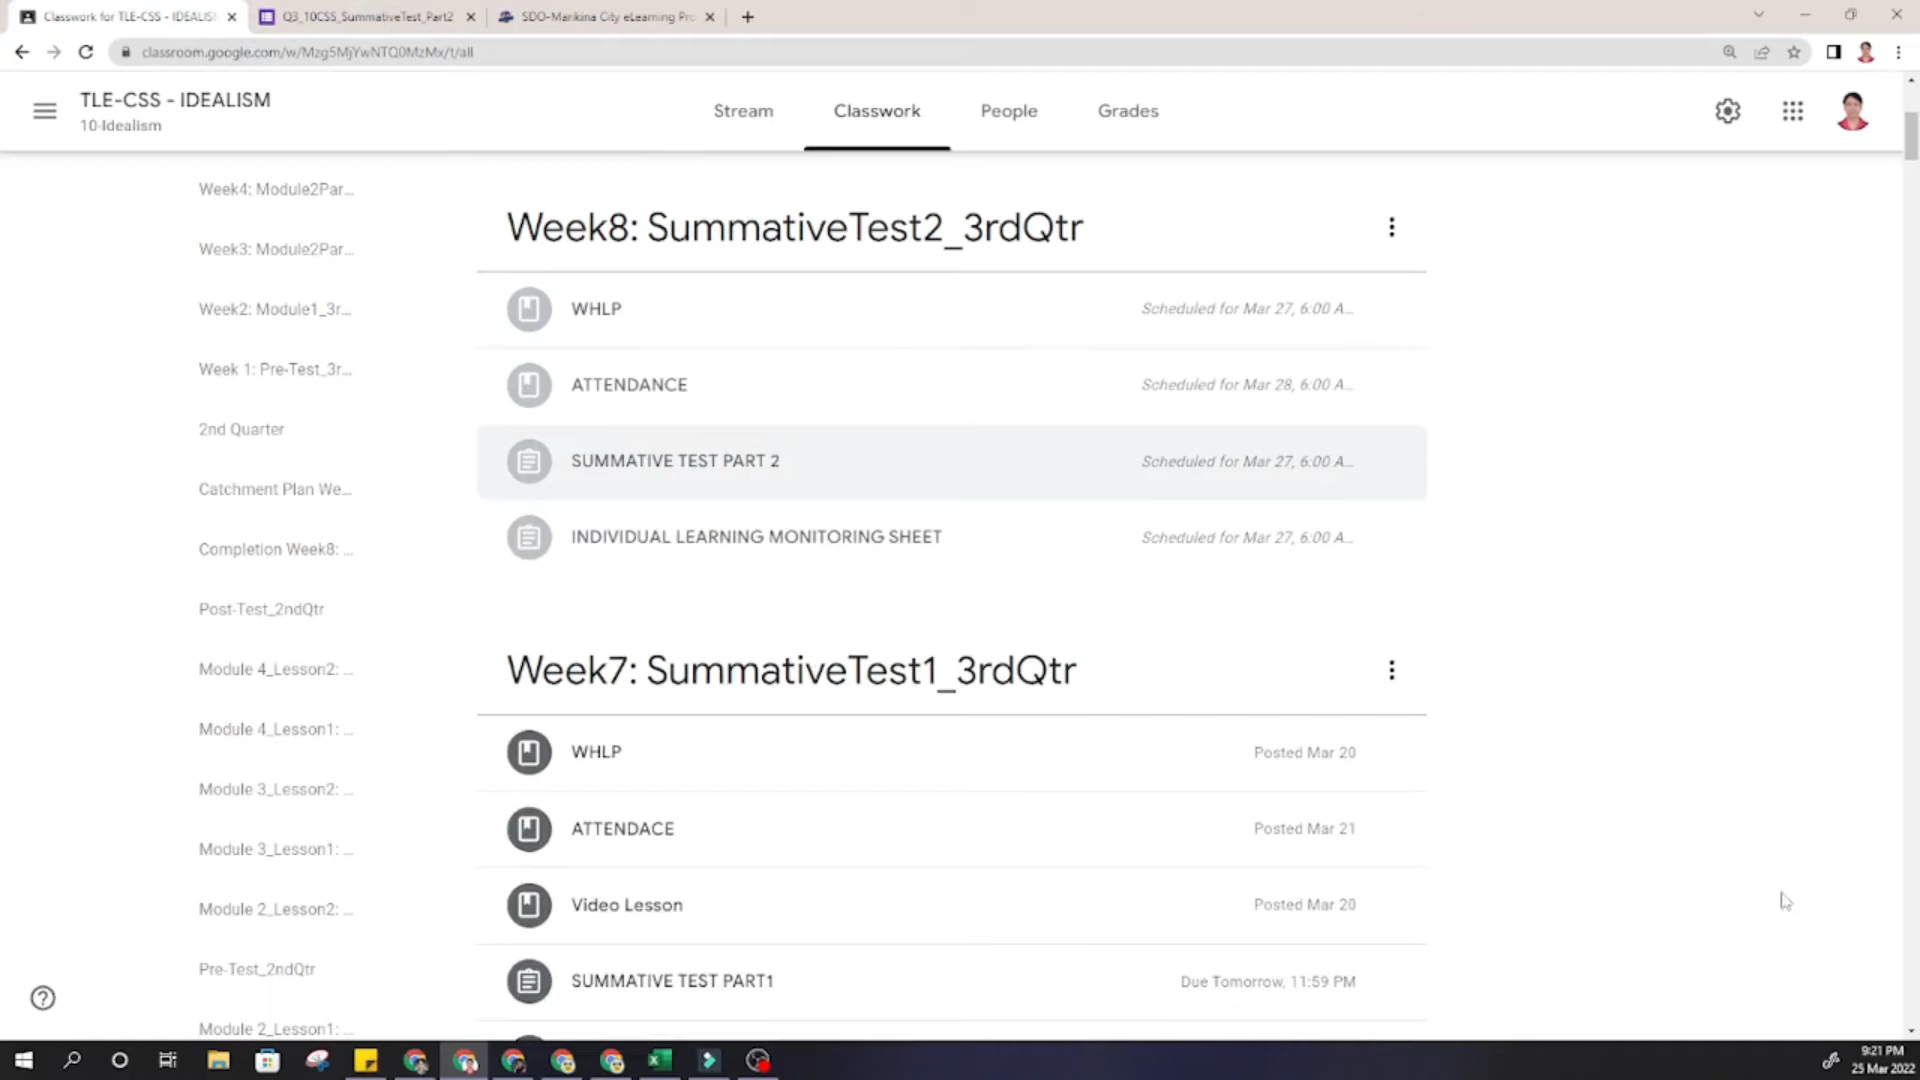 Classwork for TLE-CSS - IDEALIS
Q3_10CSS_SummativeTest_Part2
SDO-Marikina City eLearning Pr
classroom.google.com/w/Mzg5MjYwNTQ0MzMx/t/all
TLE-CSS - IDEALISM
10-Idealism
Stream
Classwork
People
Grades
Week4: Module2Par...
Week3: Module2Par...
Week2: Module1_3r...
Week 1: Pre-Test_3r...
2nd Quarter
Catchment Plan We...
Completion Week8: ...
Post-Test_2ndQtr
Module 4_Lesson2: ...
Module 4_Lesson1: ...
Module 3_Lesson2: ...
Module 3_Lesson1: ...
Module 2_Lesson2: ...
Pre-Test_2ndQtr
Module 2_Lesson1: ...
Week8: SummativeTest2_3rdQtr
WHLP Scheduled for Mar 27, 6:00 A...
ATTENDANCE Scheduled for Mar 28, 6:00 A...
SUMMATIVE TEST PART 2 Scheduled for Mar 27, 6:00 A...
INDIVIDUAL LEARNING MONITORING SHEET Scheduled for Mar 27, 6:00 A...
Week7: SummativeTest1_3rdQtr
WHLP Posted Mar 20
ATTENDACE Posted Mar 21
Video Lesson Posted Mar 20
SUMMATIVE TEST PART1 Due Tomorrow, 11:59 PM
9:21 PM
25 Mar 2022